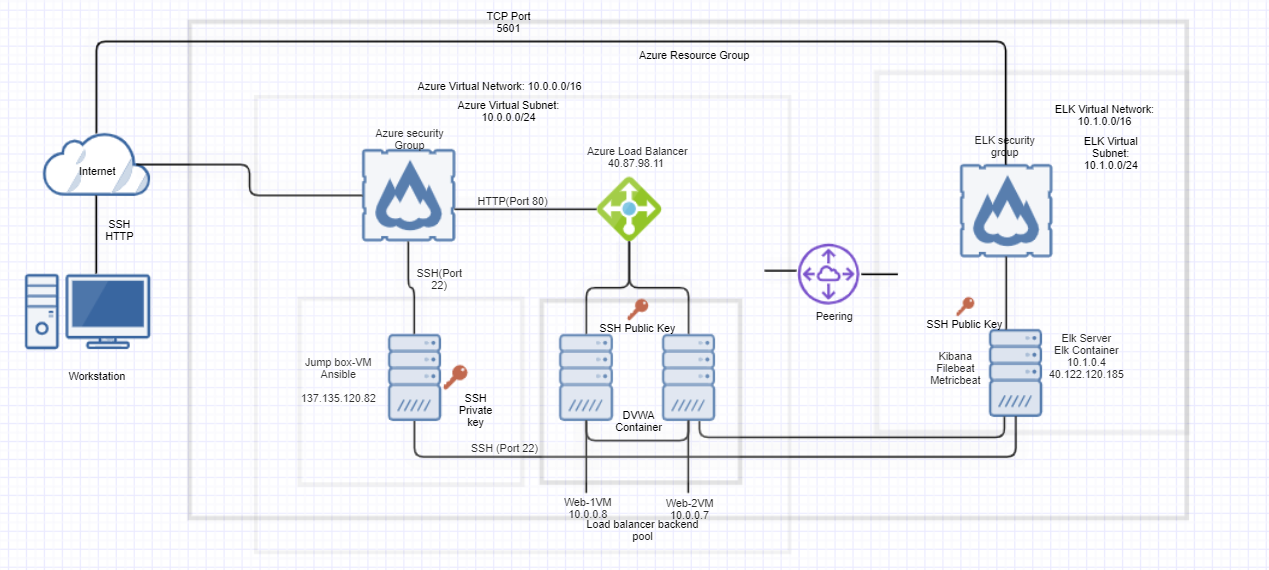 TCP Port
5601
Azure Resource Group
Azure Virtual Network: 10.0.0.0/16
Azure Virtual Subnet:
10.0.0.0/24
ELK Virtual Network:
10.1.0.0/16
ELK Virtual
Subnet:
10.1.0.0/24
Azure security
Group
ELK security
group
Azure Load Balancer
40.87.98.11
Internet
HTTP(Port 80)
SSH
HTTP
SSH(Port
22)
Peering
SSH Public Key
SSH Public Key
Workstation
Jump box-VM
Ansible
137.135.120.82
SSH
Private
key
DVWA
Container
Kibana
Filebeat
Metricbeat
Elk Server
Elk Container
10.1.0.4
40.122.120.185
SSH (Port 22)
Web-1VM
10.0.0.8
Web-2VM
10.0.0.7
Load balancer backend
pool